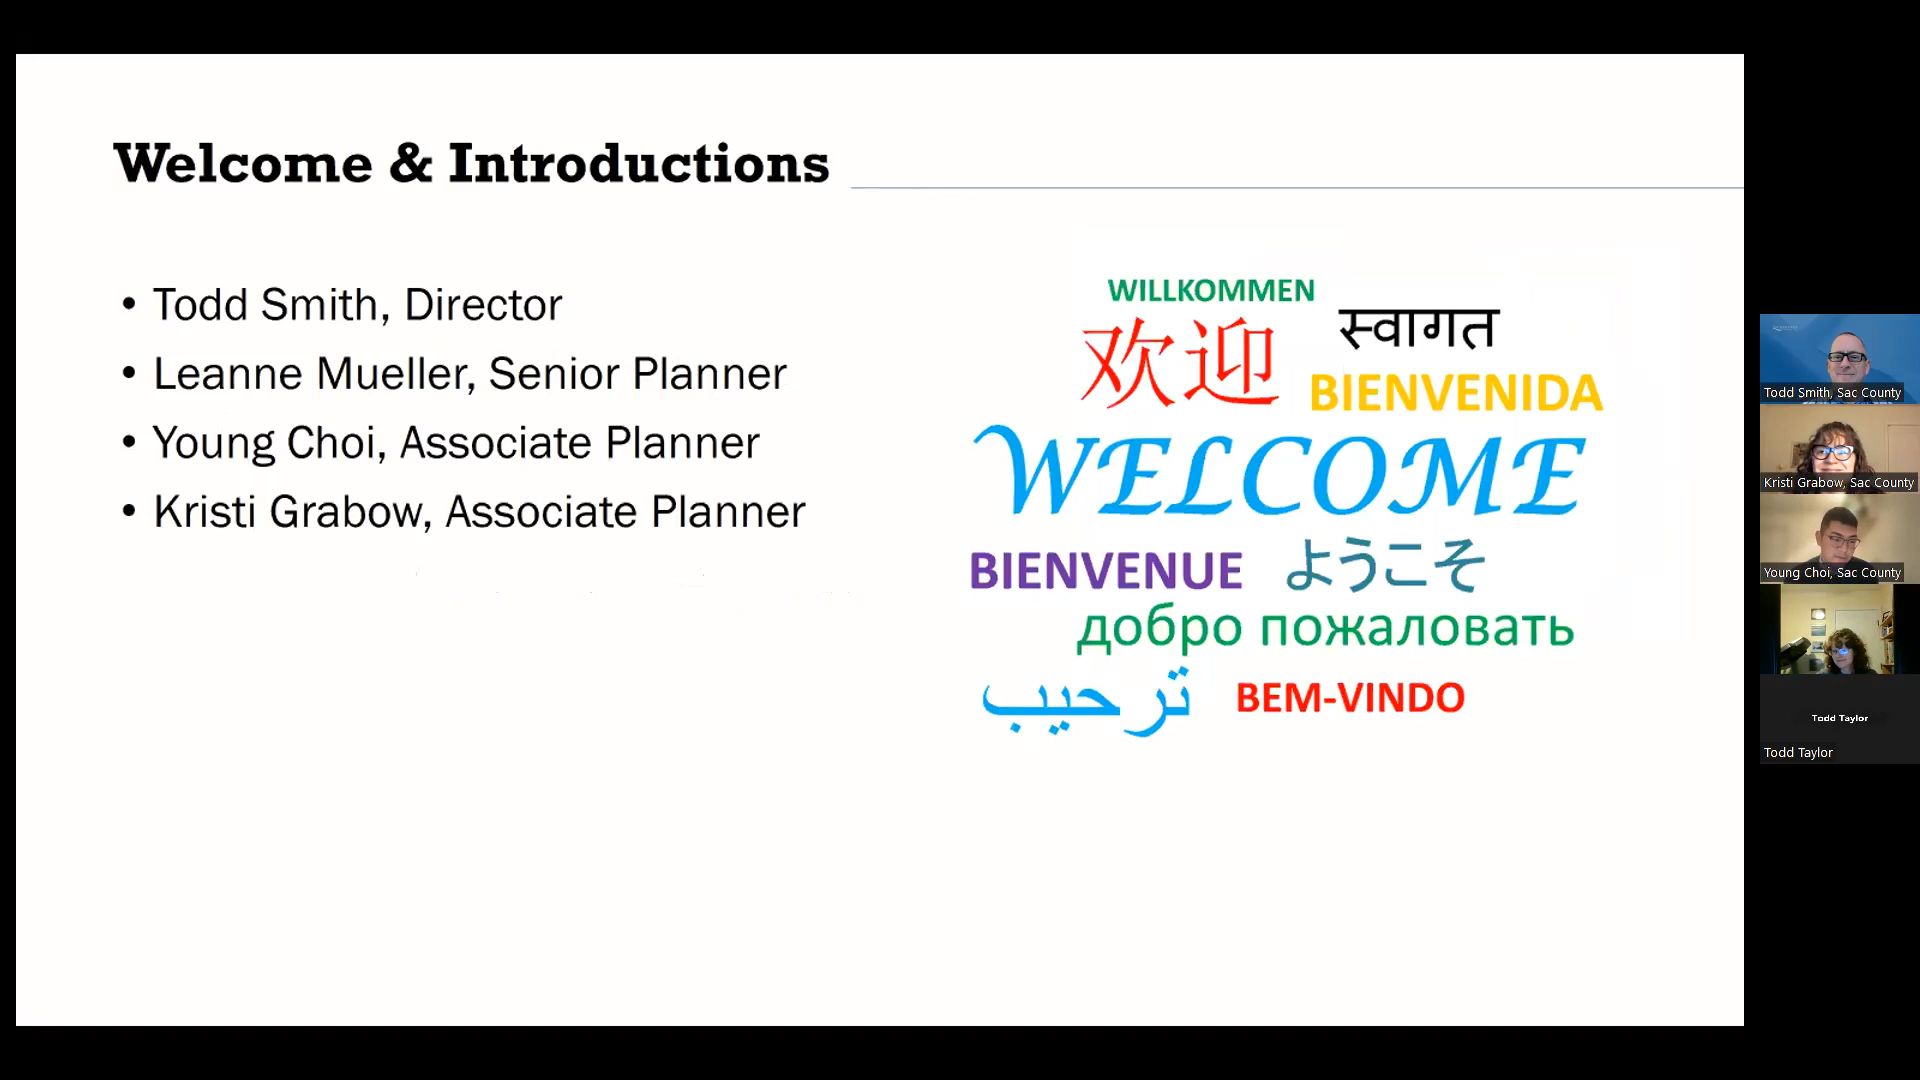 Welcome & Introductions
• Todd Smith, Director
• Leanne Mueller, Senior Planner
• Young Choi, Associate Planner
• Kristi Grabow, Associate Planner
WILLKOMMEN
欢迎
स्वागत
BIENVENIDA
WELCOME
BIENVENUE
ようこそ
добро пожаловать
ترحيب
BEM-VINDO
Todd Smith, Sac County
Kristi Grabow, Sac County
Young Choi, Sac County
Todd Taylor
Todd Taylor